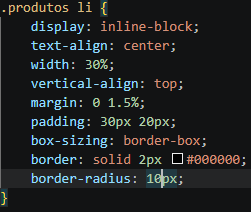 .produtos li {
display: inline-block;
text-align: center;
width: 30%;
vertical-align: top;
margin: 0 1.5%;
padding: 30px 20px;
box-sizing: border-box;
border: solid 2px #000000;
border-radius: 10px;
}